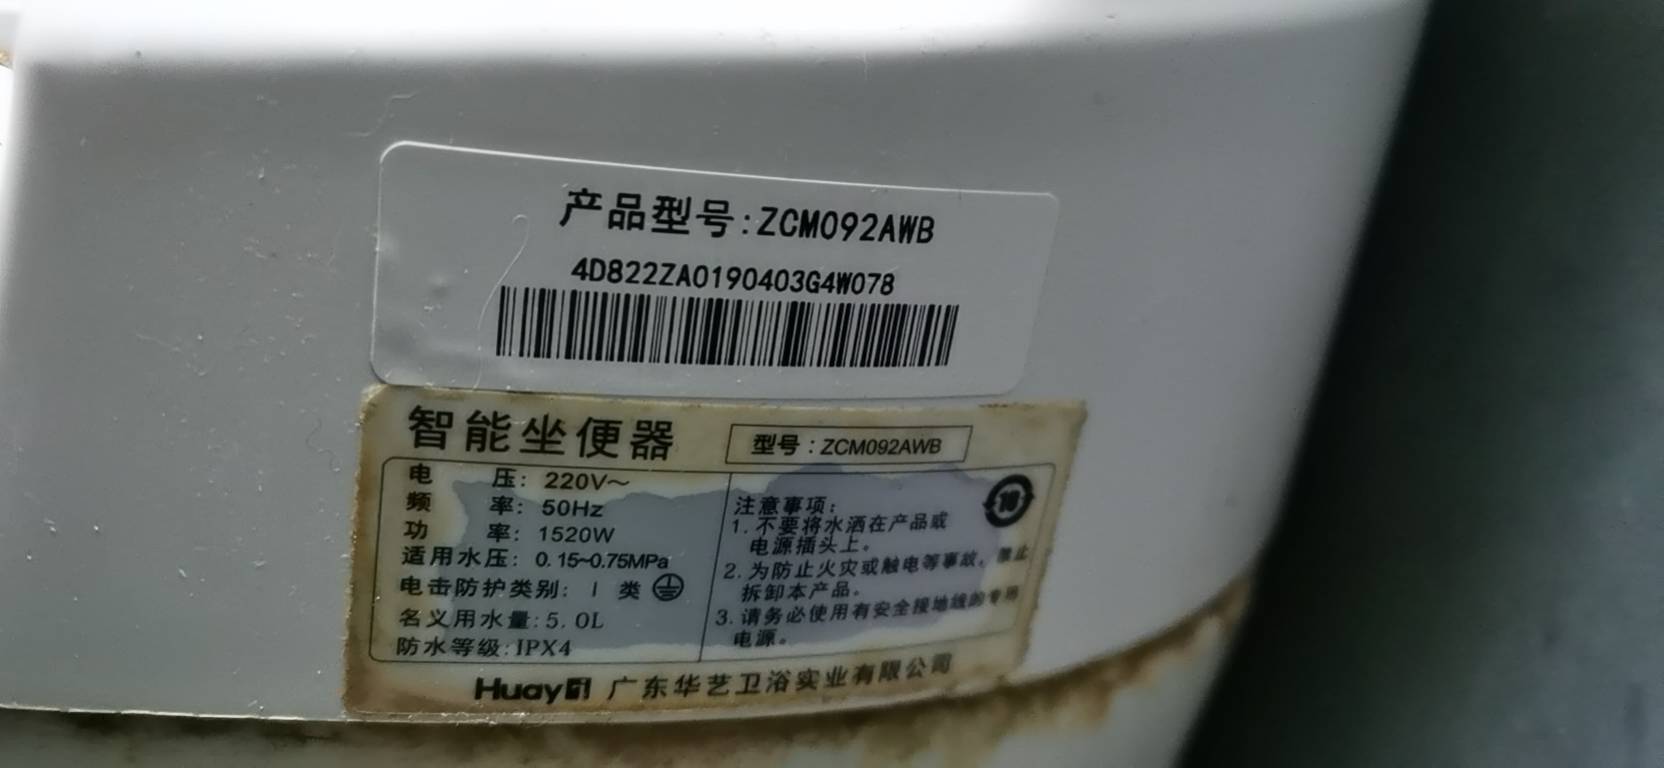 产品型号:ZCM092AWB
4D822ZA0190403G4W078
智能坐便器
型号:ZCM092AWB
电 压: 220V～
频 率: 50Hz
功 率: 1520W
适用水压: 0.15~0.75MPa
电击防护类别: I 类
名义用水量:5.0L
防水等级:IPX4
注意事项:
1.不要将水洒在产品或
电源插头上。
2.为防止火灾或触电等事故，禁止
拆卸本产品。
3.请务必使用有安全接地线的专用
电源。
10
Huayi 广东华艺卫浴实业有限公司